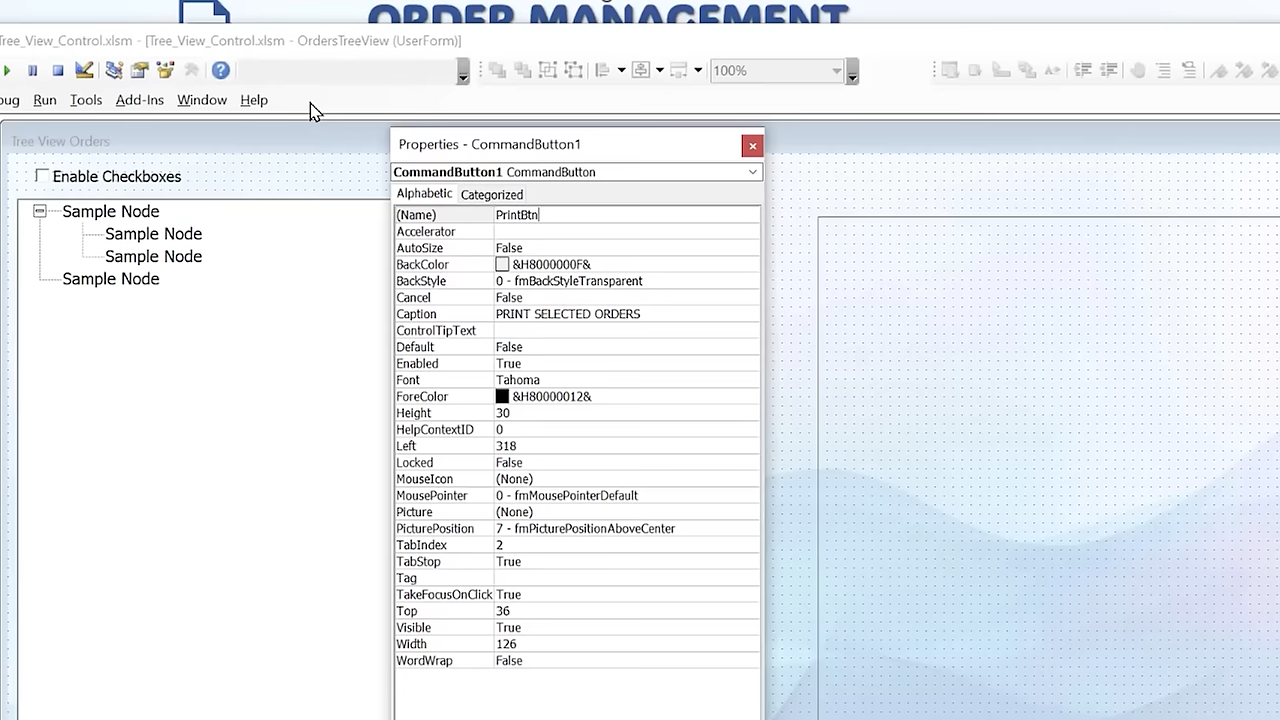 ORDER MANAGEMENT
Tree_View_Control.xlsm - [Tree_View_Control.xlsm - OrdersTreeView (UserForm)]
100%
oug Run Tools Add-Ins Window Help
Tree View Orders
Enable Checkboxes
Sample Node
Sample Node
Sample Node
Sample Node
Properties - CommandButton1
CommandButton1 CommandButton
Alphabetic Categorized
(Name) PrintBtn
Accelerator
AutoSize False
BackColor &H8000000F&
BackStyle 0 - fmBackStyleTransparent
Cancel False
Caption PRINT SELECTED ORDERS
ControlTipText
Default False
Enabled True
Font Tahoma
ForeColor &H80000012&
Height 30
HelpContextID 0
Left 318
Locked False
MouseIcon (None)
MousePointer 0 - fmMousePointerDefault
Picture (None)
PicturePosition 7 - fmPicturePositionAboveCenter
TabIndex 2
TabStop True
Tag
TakeFocusOnClick True
Top 36
Visible True
Width 126
WordWrap False